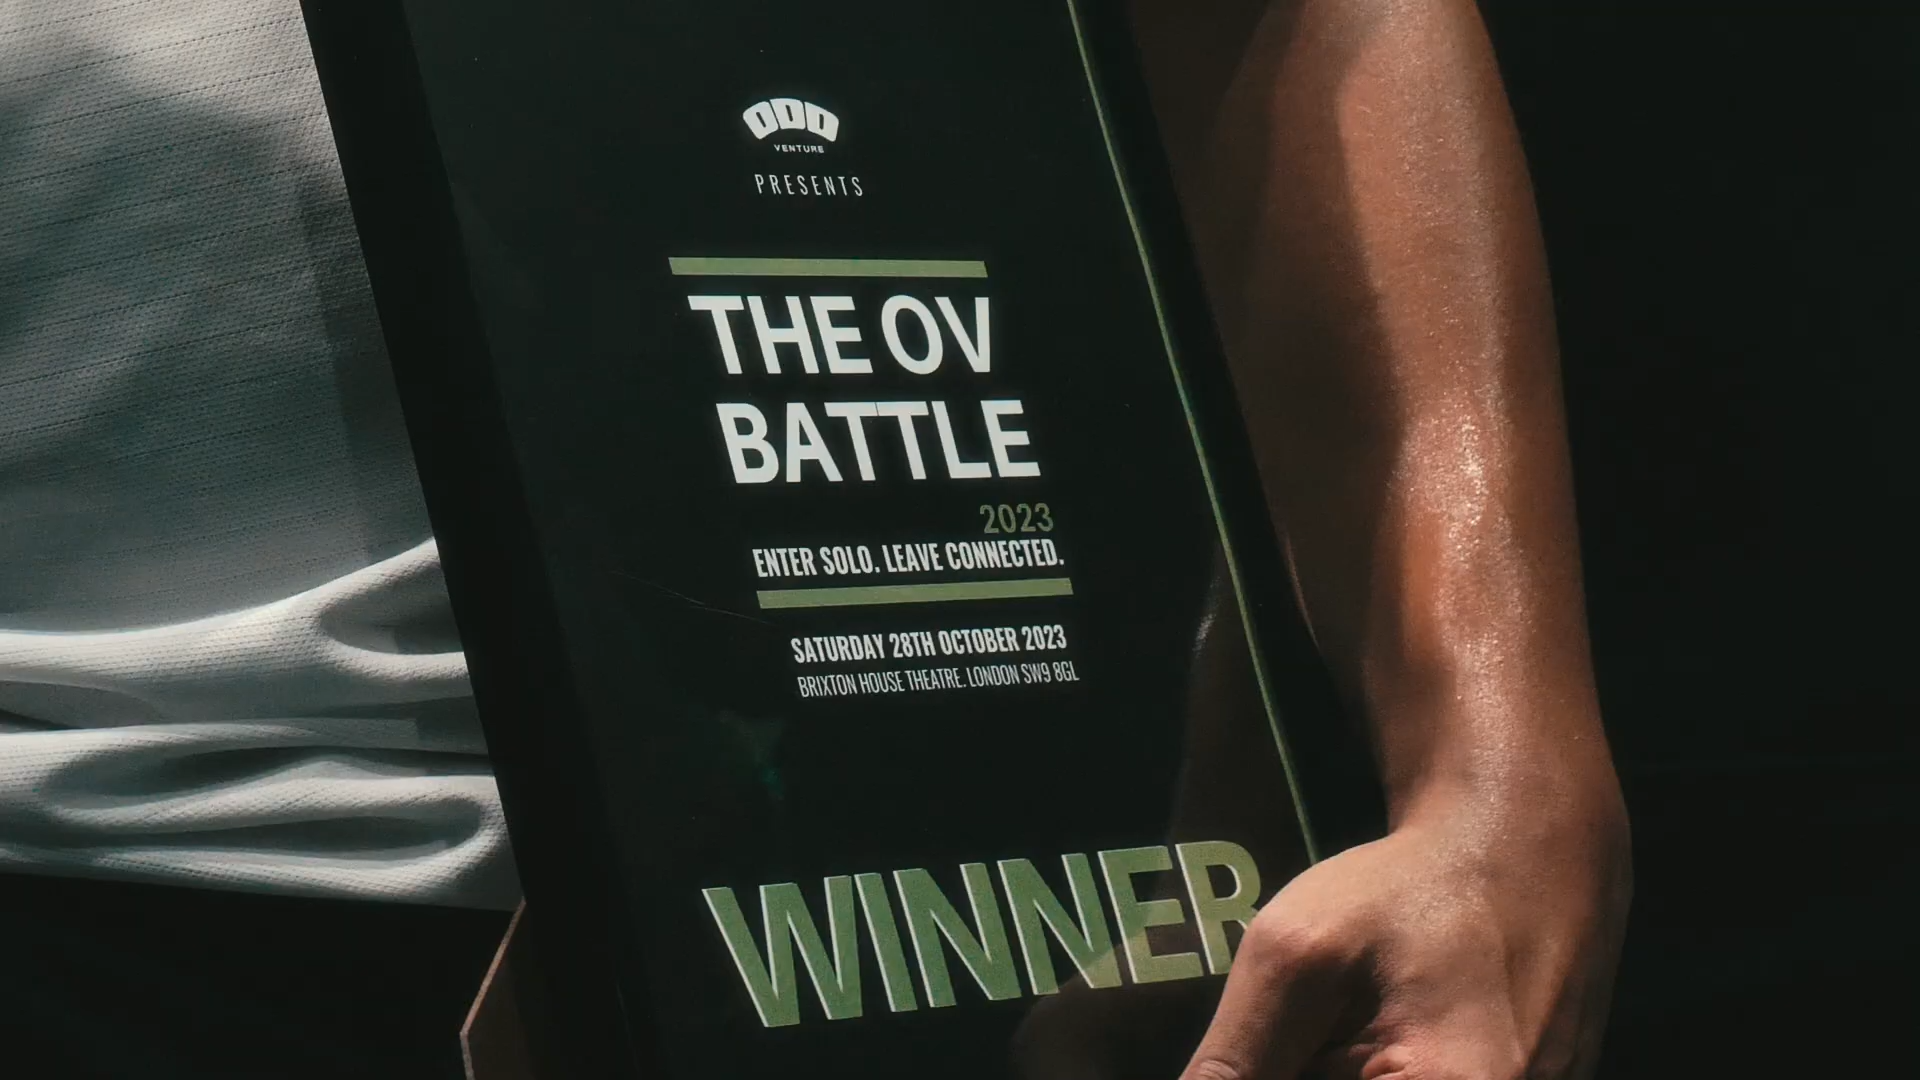 ODD
VENTURE
PRESENTS
THE OV
BATTLE
2023
ENTER SOLO. LEAVE CONNECTED.
SATURDAY 28TH OCTOBER 2023
BRIXTON HOUSE THEATRE. LONDON SW9 8GL
WINNER